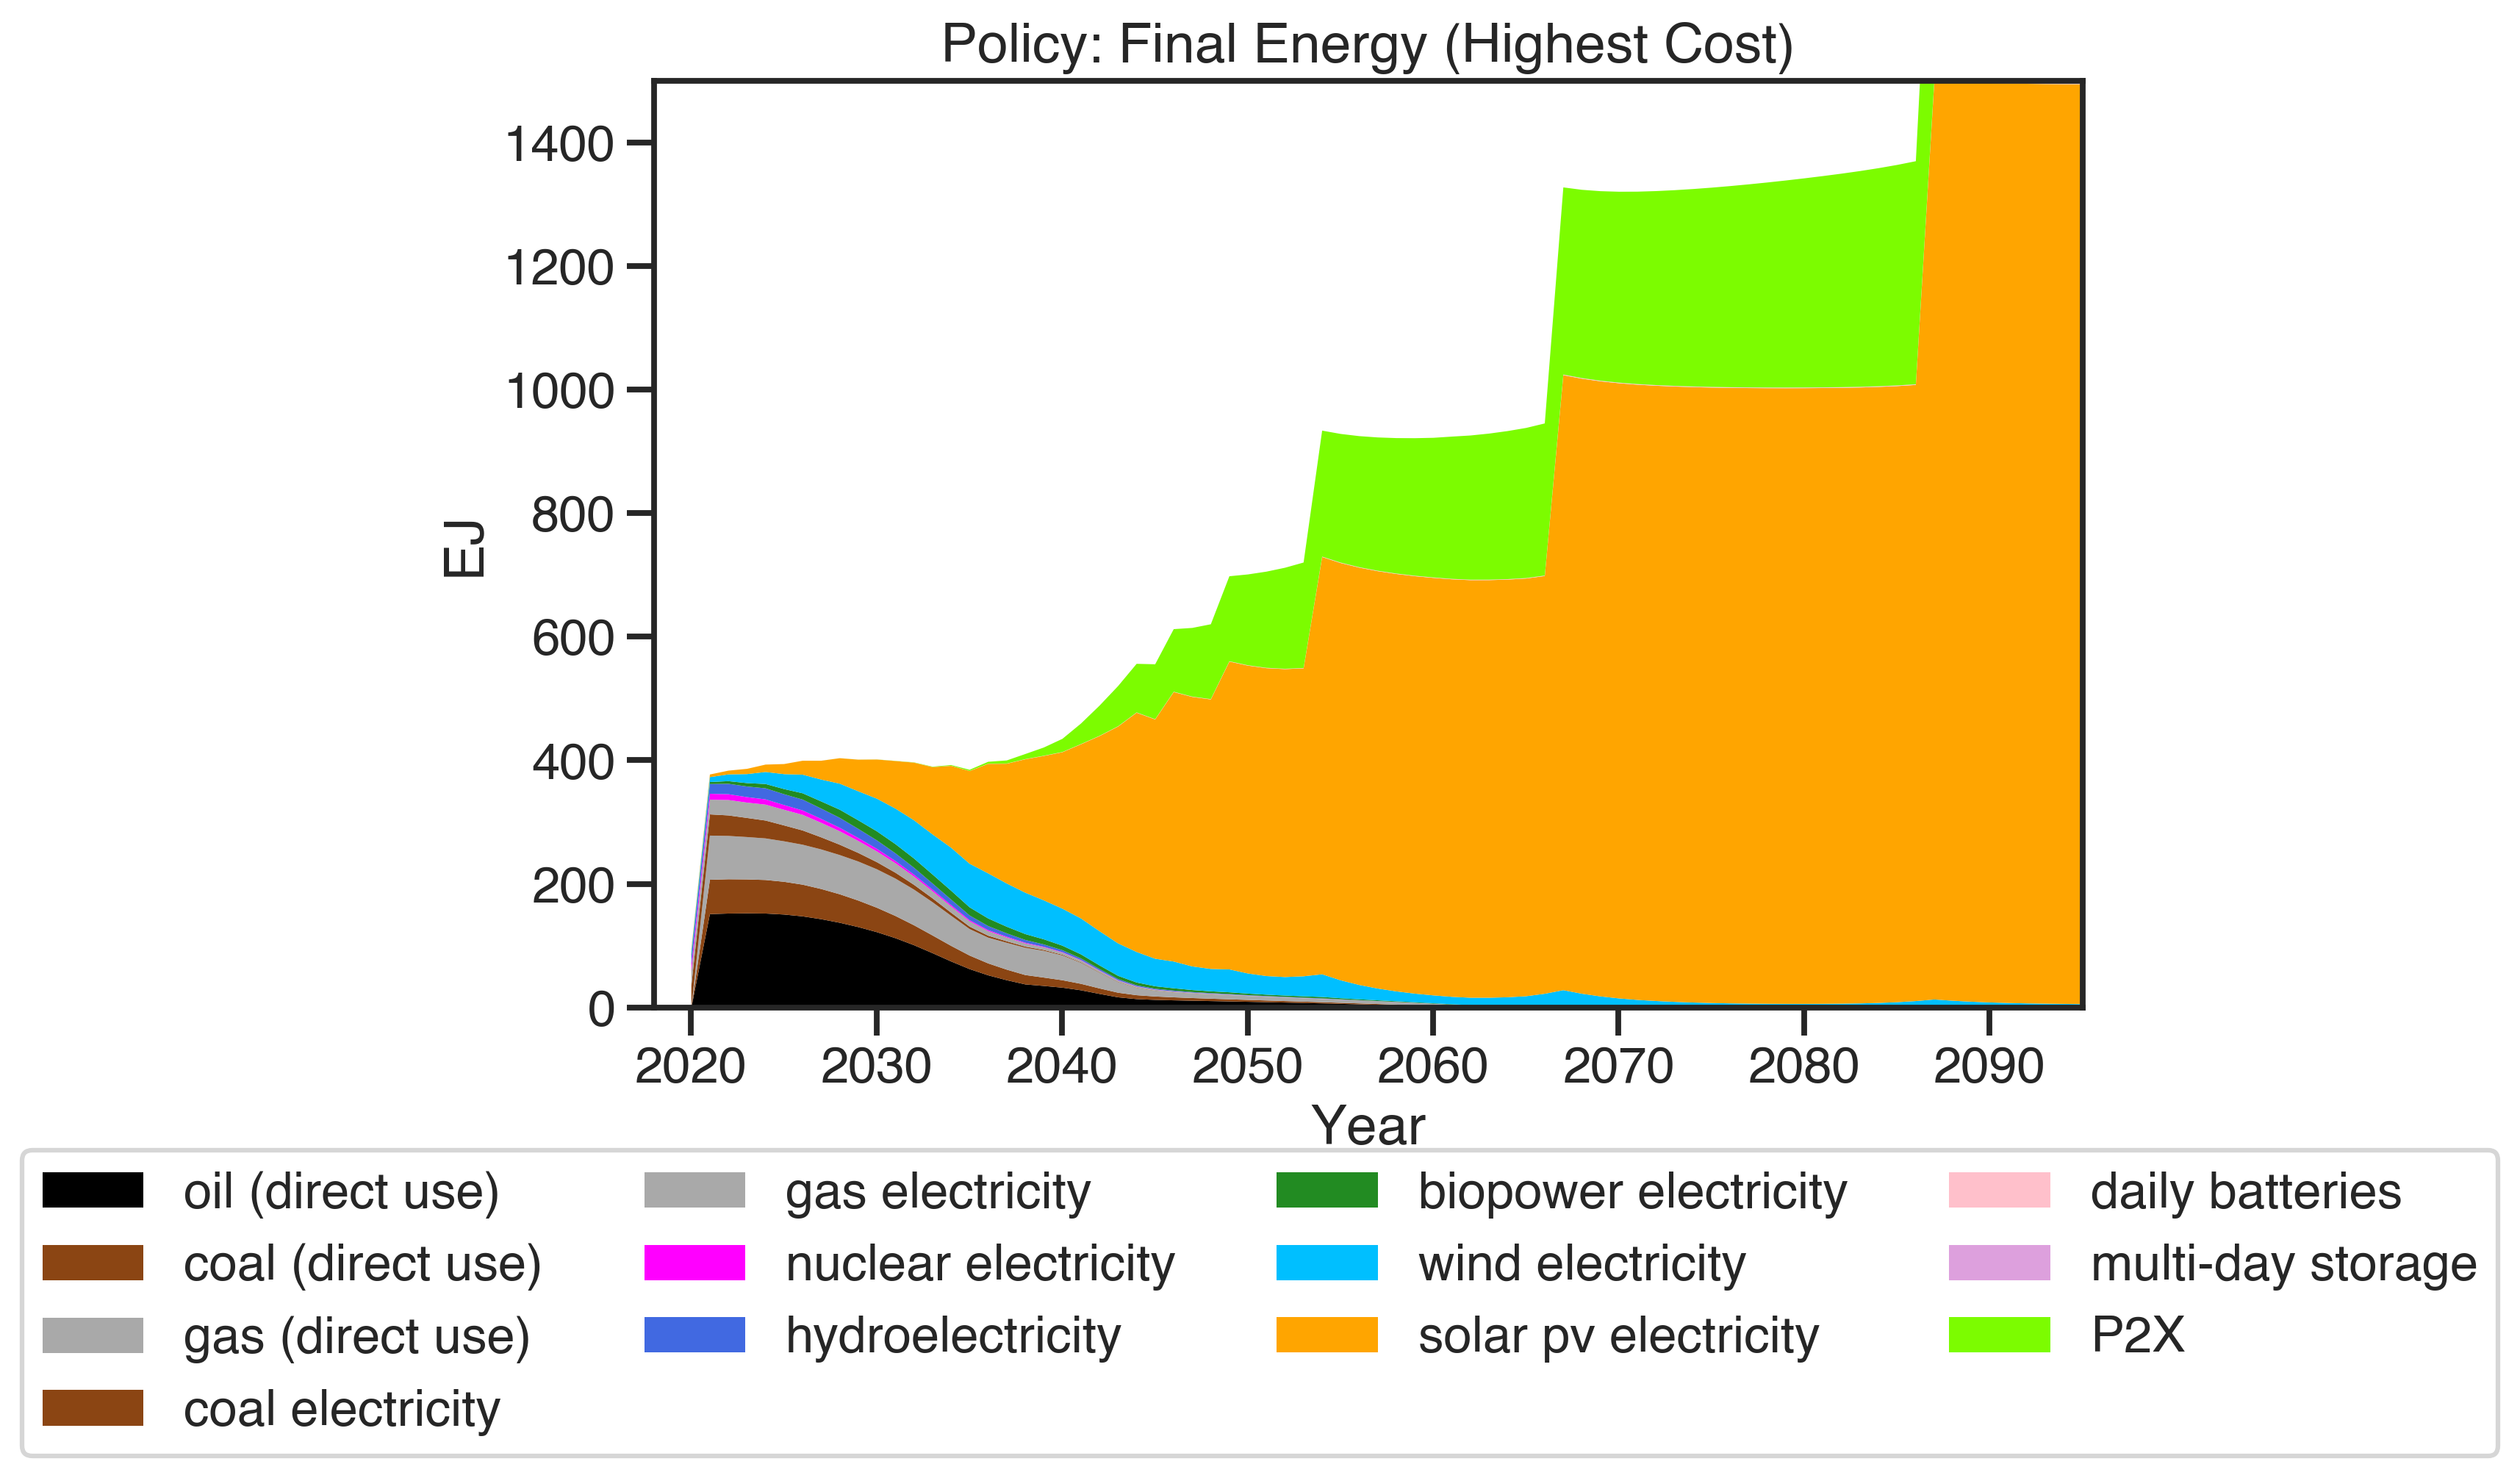 Policy: Final Energy (Highest Cost)
1400
1200
1000
800
600
400
200
0
EJ
2020 2030 2040 2050 2060 2070 2080 2090
Year
oil (direct use)
coal (direct use)
gas (direct use)
coal electricity
gas electricity
nuclear electricity
hydroelectricity
biopower electricity
wind electricity
solar pv electricity
daily batteries
multi-day storage
P2X